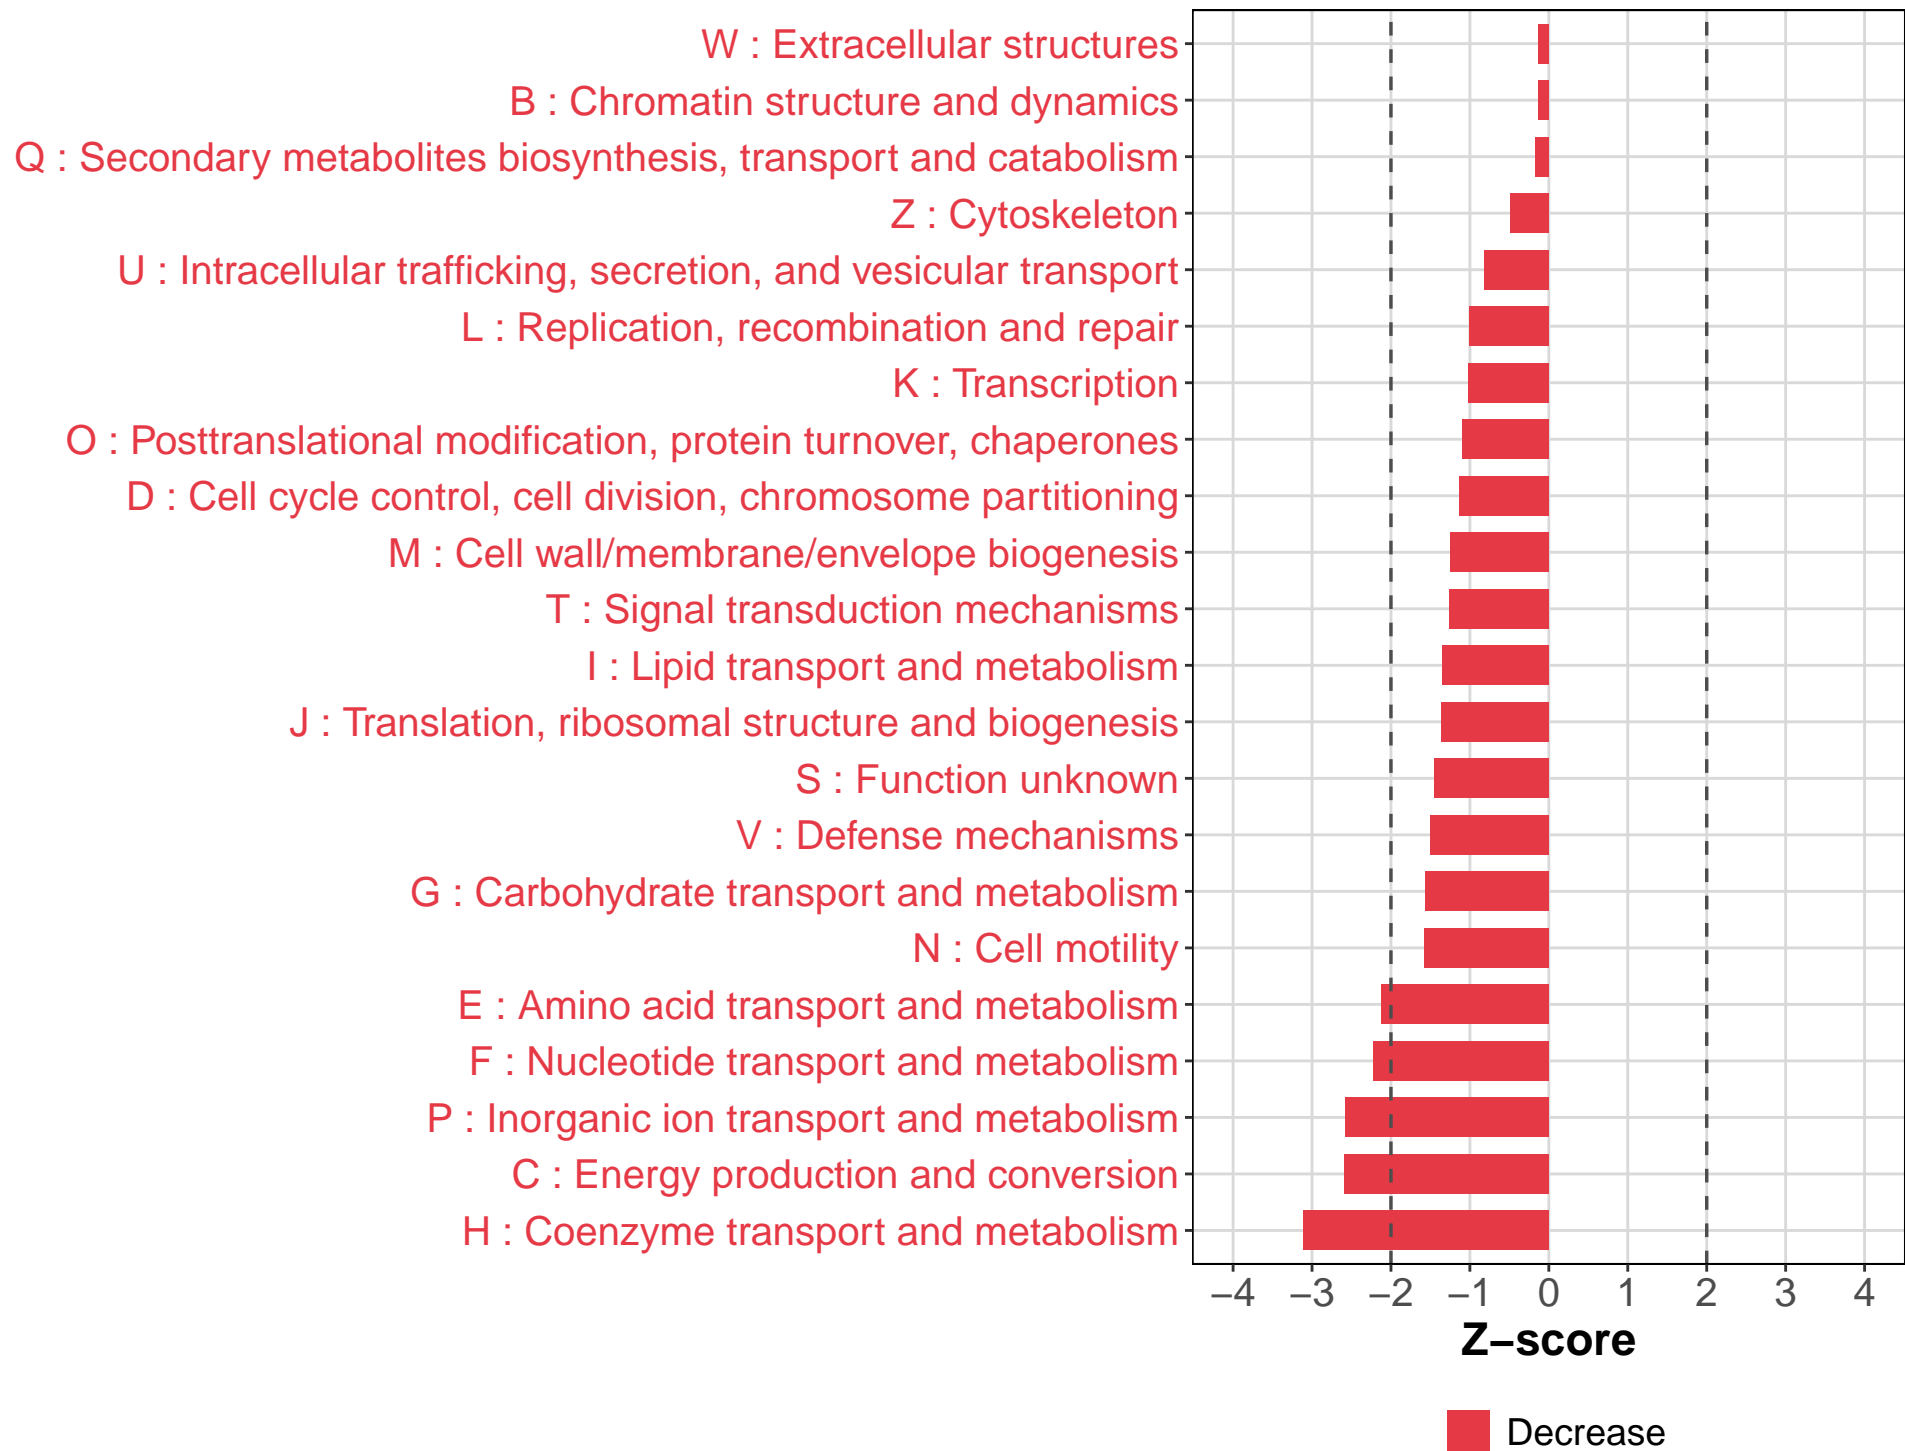 W : Extracellular structures
B : Chromatin structure and dynamics
Q : Secondary metabolites biosynthesis, transport and catabolism
Z : Cytoskeleton
U : Intracellular trafficking, secretion, and vesicular transport
L : Replication, recombination and repair
K : Transcription
O : Posttranslational modification, protein turnover, chaperones
D : Cell cycle control, cell division, chromosome partitioning
M : Cell wall/membrane/envelope biogenesis
T : Signal transduction mechanisms
I : Lipid transport and metabolism
J : Translation, ribosomal structure and biogenesis
S : Function unknown
V : Defense mechanisms
G : Carbohydrate transport and metabolism
N : Cell motility
E : Amino acid transport and metabolism
F : Nucleotide transport and metabolism
P : Inorganic ion transport and metabolism
C : Energy production and conversion
H : Coenzyme transport and metabolism
−4 −3 −2 −1 0 1 2 3 4
Z−score
Decrease